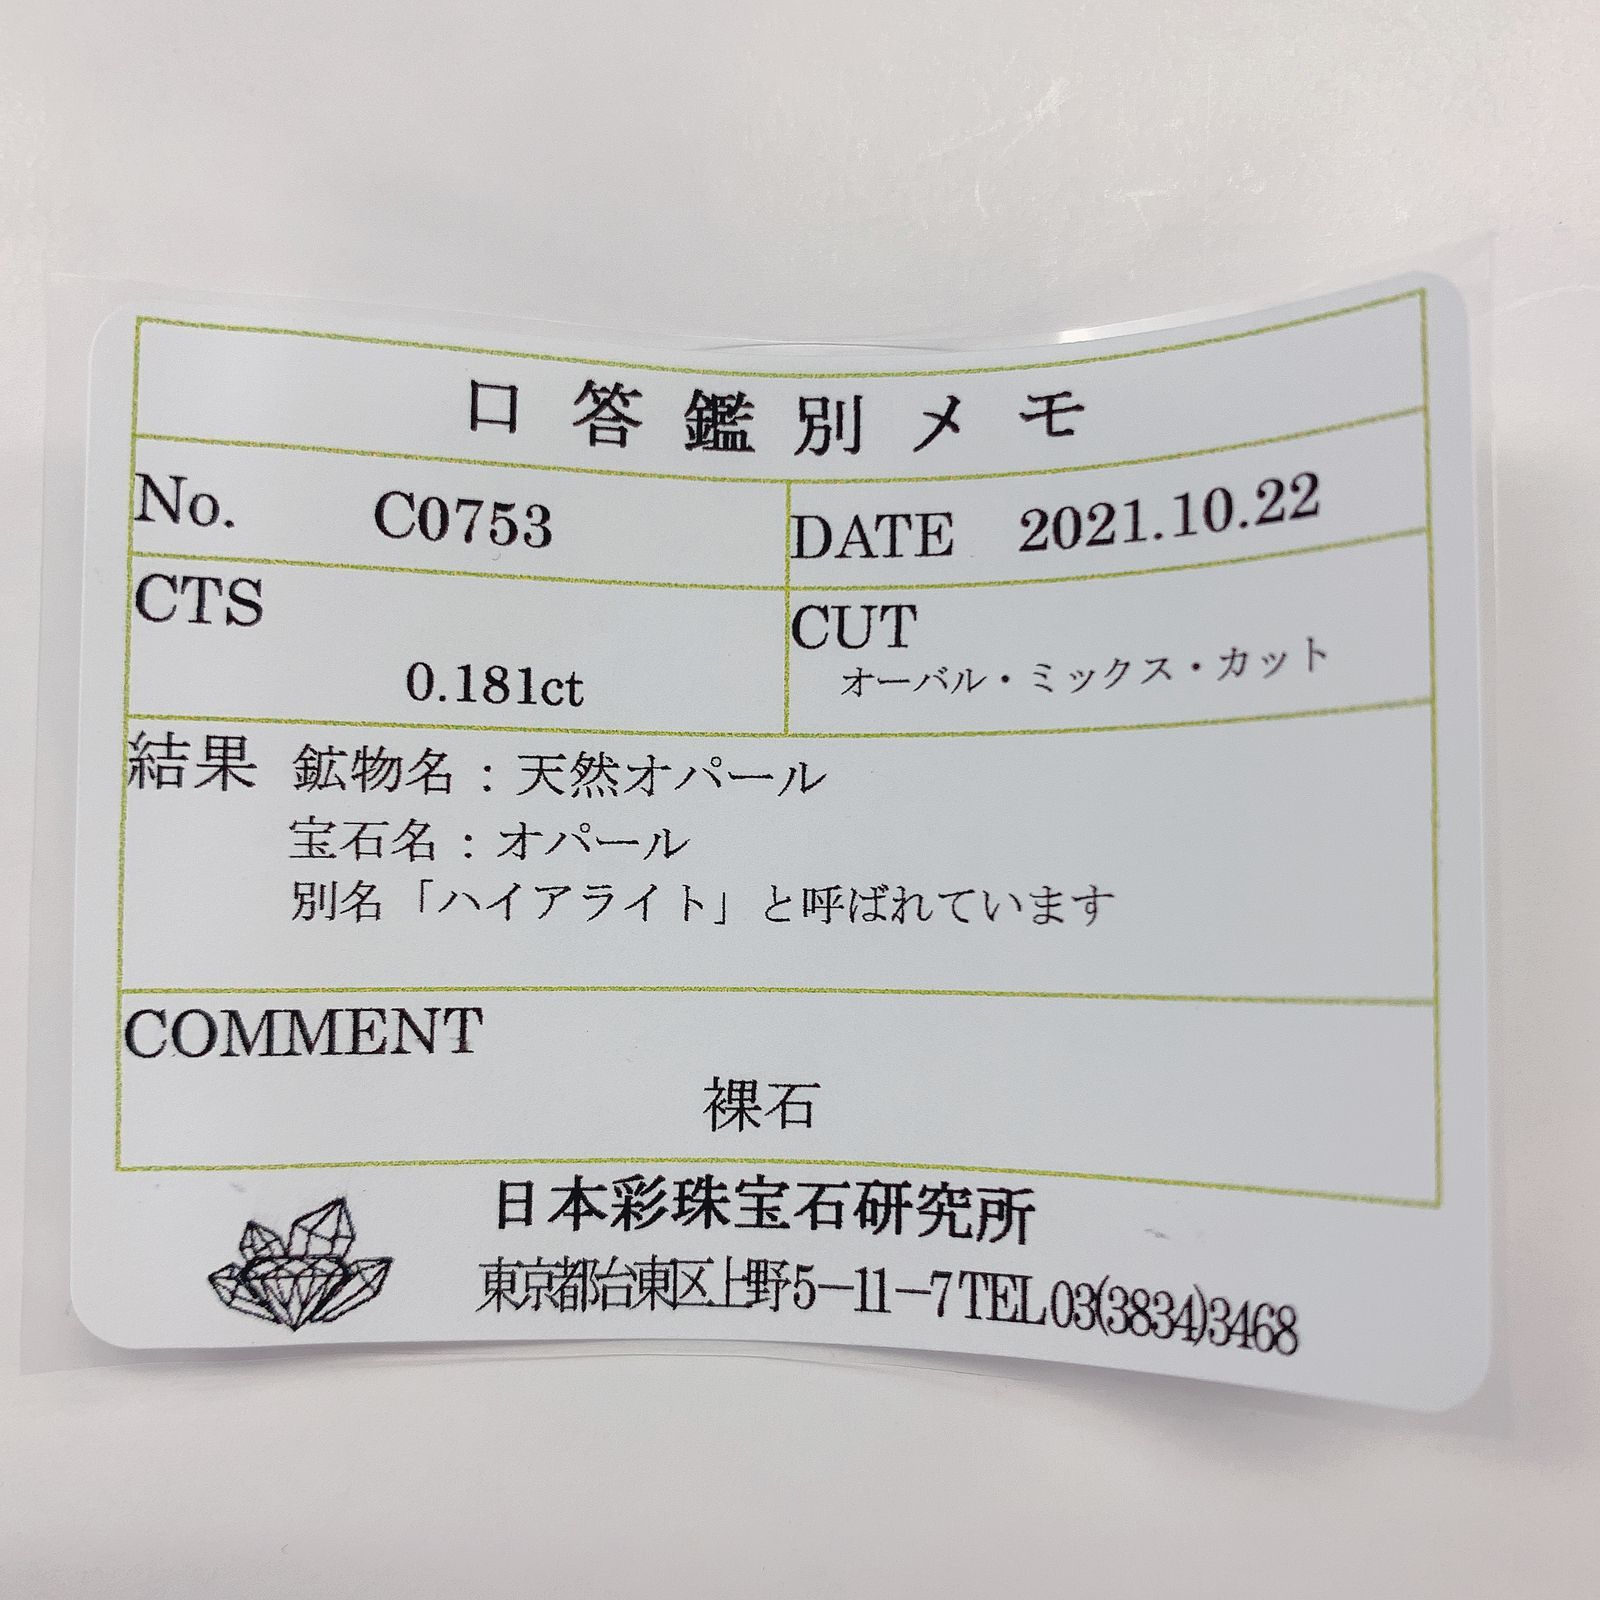 口答鑑別メモ
No. C0753 DATE 2021.10.22
CTS 0.181ct
CUT オーバル・ミックス・カット
結果 鉱物名：天然オパール
宝石名：オパール
別名「ハイアライト」と呼ばれています
COMMENT
裸石
日本彩珠宝石研究所
東京都台東区上野5－11－7 TEL 03(3834)3468